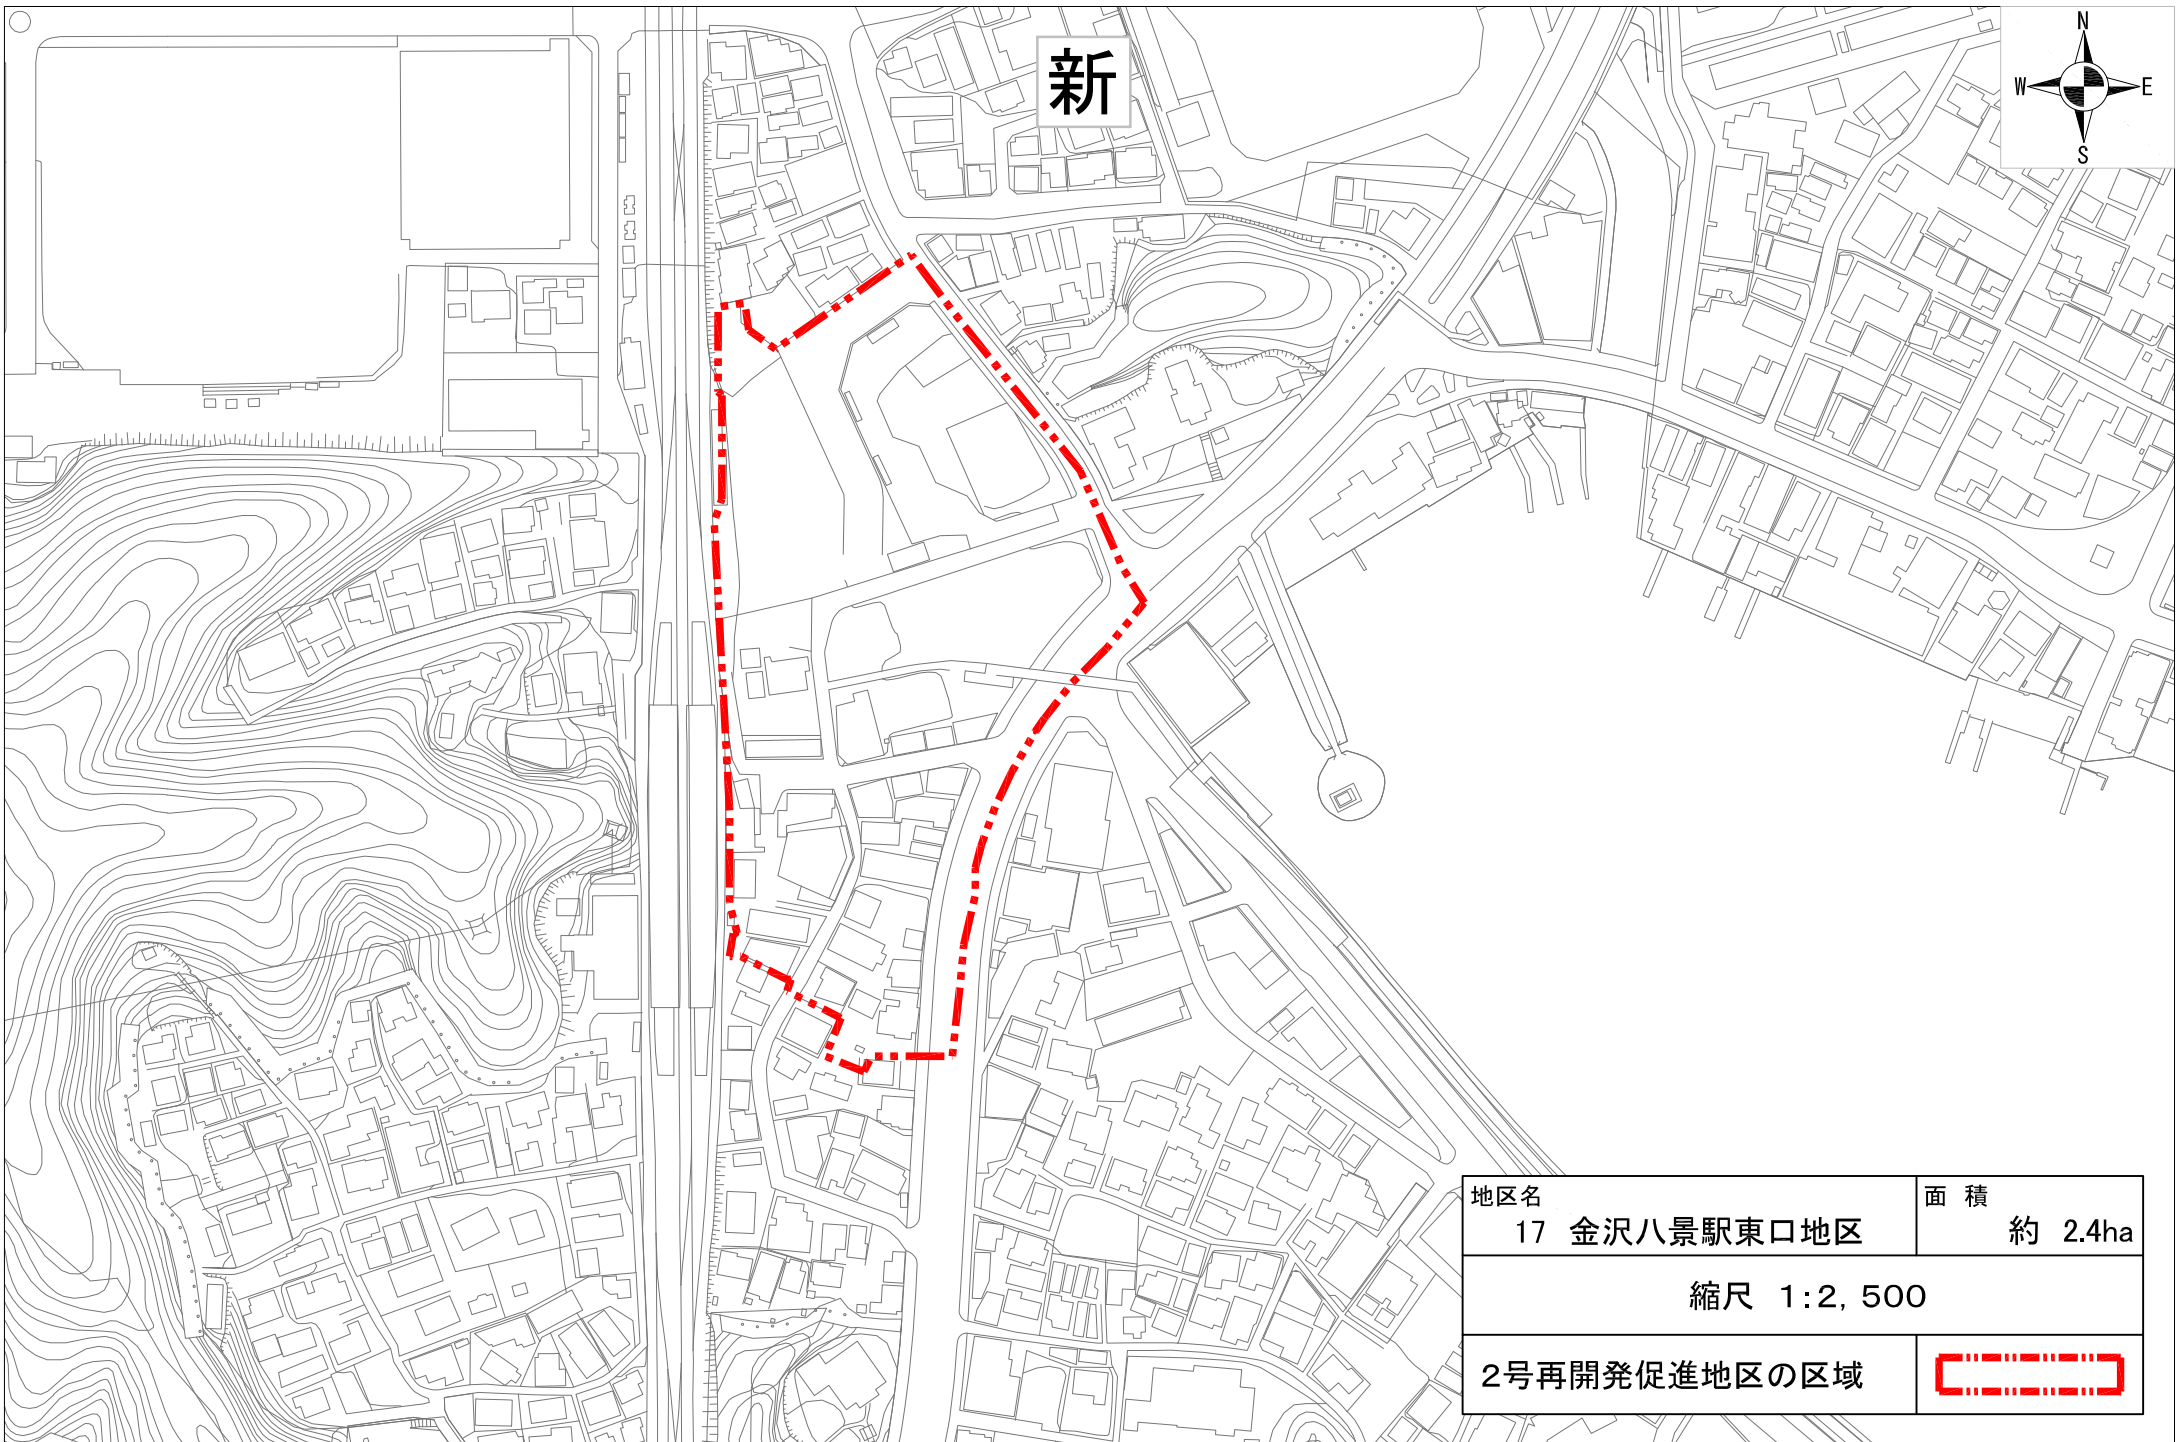 新
N
W E
S
地区名
17 金沢八景駅東口地区
面 積
約 2.4ha
縮尺 1:2,500
2号再開発促進地区の区域